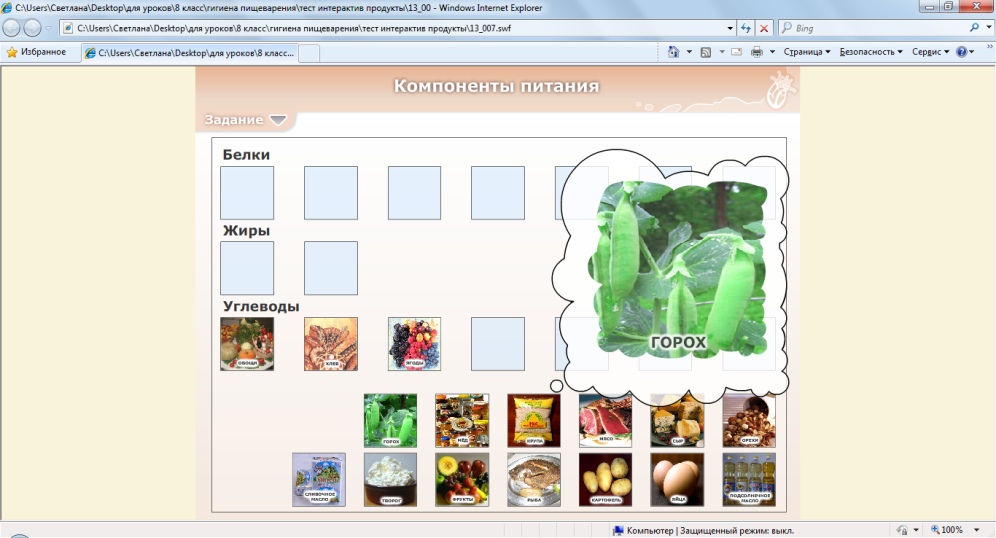 C:\Users\Светлана\Desktop\для уроков\8 класс\гигиена пищеварения\тест интерактив продукты\13_00 - Windows Internet Explorer
C:\Users\Светлана\Desktop\для уроков\8 класс\гигиена пищеварения\тест интерактив продукты\13_007.swf
Bing
Избранное
C:\Users\Светлана\Desktop\для уроков\8 класс...
Страница
Безопасность
Сервис
Компоненты питания
Задание
Белки
Жиры
Углеводы
ОВОЩИ
ХЛЕБ
ЯГОДЫ
ГОРОХ
ГОРОХ
МЁД
КРУПА
МЯСО
СЫР
ОРЕХИ
СЛИВОЧНОЕ
МАСЛО
ТВОРОГ
ФРУКТЫ
РЫБА
КАРТОФЕЛЬ
ЯЙЦА
ПОДСОЛНЕЧНОЕ
МАСЛО
Компьютер | Защищенный режим: выкл.
100%